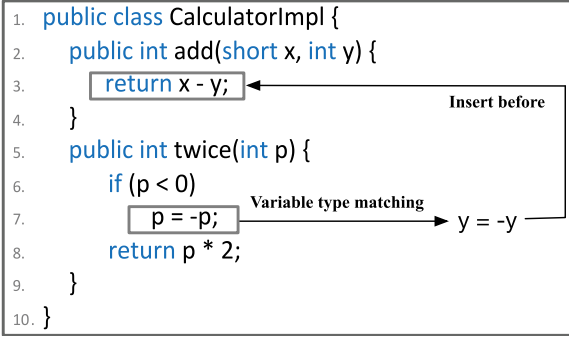 1. public class CalculatorImpl {
2. public int add(short x, int y) {
3. return x - y;
Insert before
4. }
5. public int twice(int p) {
6. if (p < 0)
Variable type matching
7. p = -p;
y = -y
8. return p * 2;
9. }
10. }